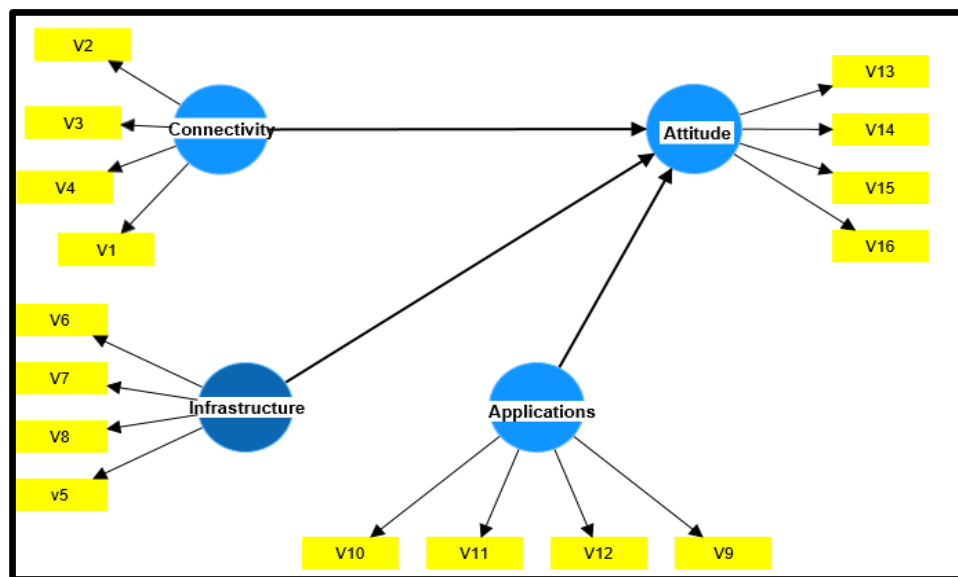 V2
V3
V4
V1
Connectivity
Attitude
V13
V14
V15
V16
V6
V7
V8
v5
Infrastructure
Applications
V10
V11
V12
V9